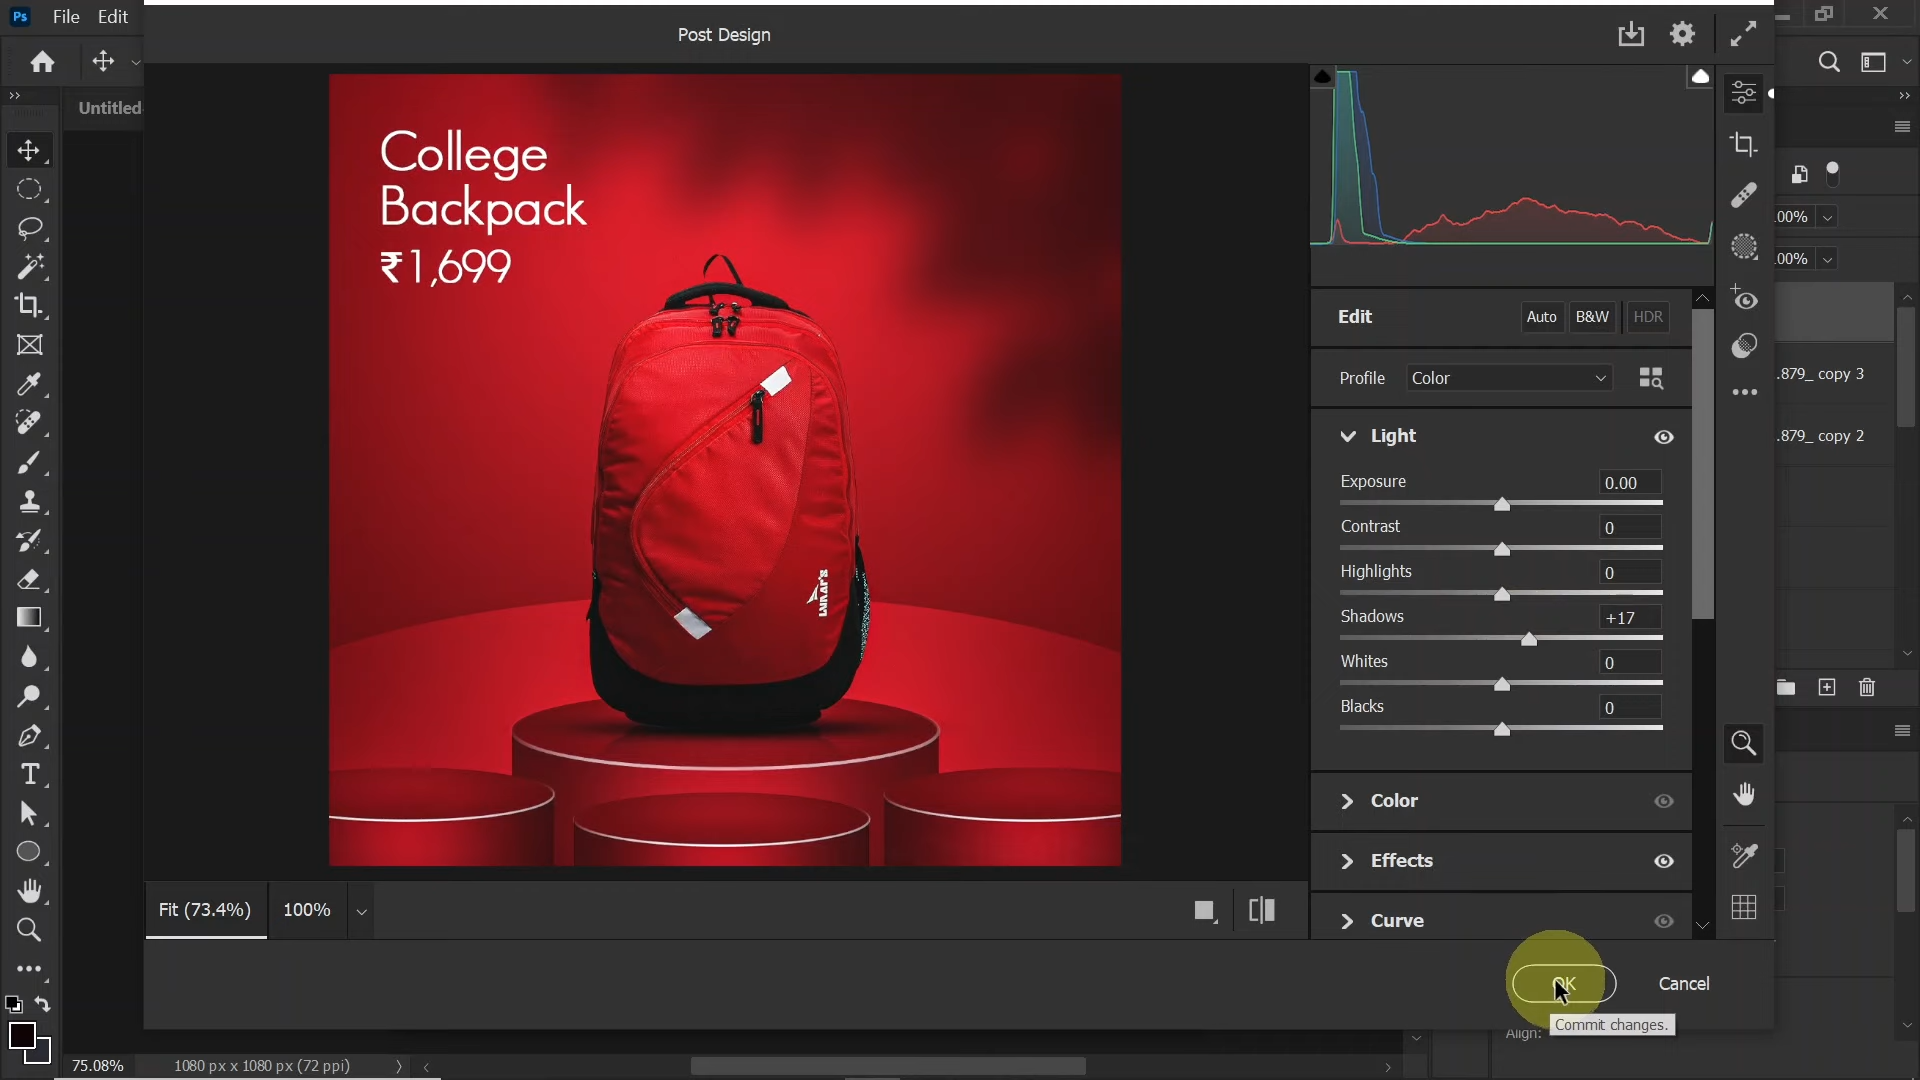 Ps File Edit
Post Design
Untitled-
College
Backpack
₹1,699
LUNAR'S
Edit
Auto
B&W
HDR
Profile
Color
Light
Exposure
0.00
Contrast
0
Highlights
0
Shadows
+17
Whites
0
Blacks
0
Color
Effects
Curve
Fit (73.4%)
100%
OK
Cancel
Commit changes.
Align:
00%
00%
.879_ copy 3
.879_ copy 2
75.08%
1080 px x 1080 px (72 ppi)